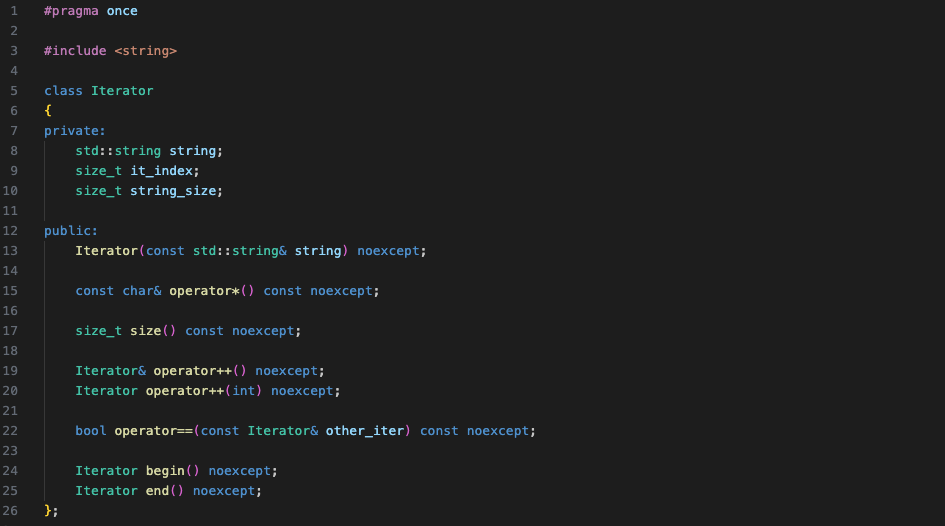 1 #pragma once
2
3 #include <string>
4
5 class Iterator
6 {
7 private:
8     std::string string;
9     size_t it_index;
10     size_t string_size;
11
12 public:
13     Iterator(const std::string& string) noexcept;
14
15     const char& operator*() const noexcept;
16
17     size_t size() const noexcept;
18
19     Iterator& operator++() noexcept;
20     Iterator operator++(int) noexcept;
21
22     bool operator==(const Iterator& other_iter) const noexcept;
23
24     Iterator begin() noexcept;
25     Iterator end() noexcept;
26 };